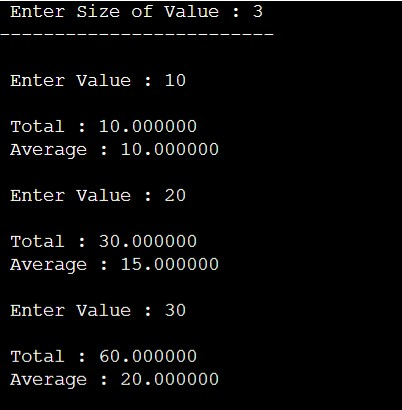 Enter Size of Value : 3
-------------------------
Enter Value : 10
Total : 10.000000
Average : 10.000000
Enter Value : 20
Total : 30.000000
Average : 15.000000
Enter Value : 30
Total : 60.000000
Average : 20.000000